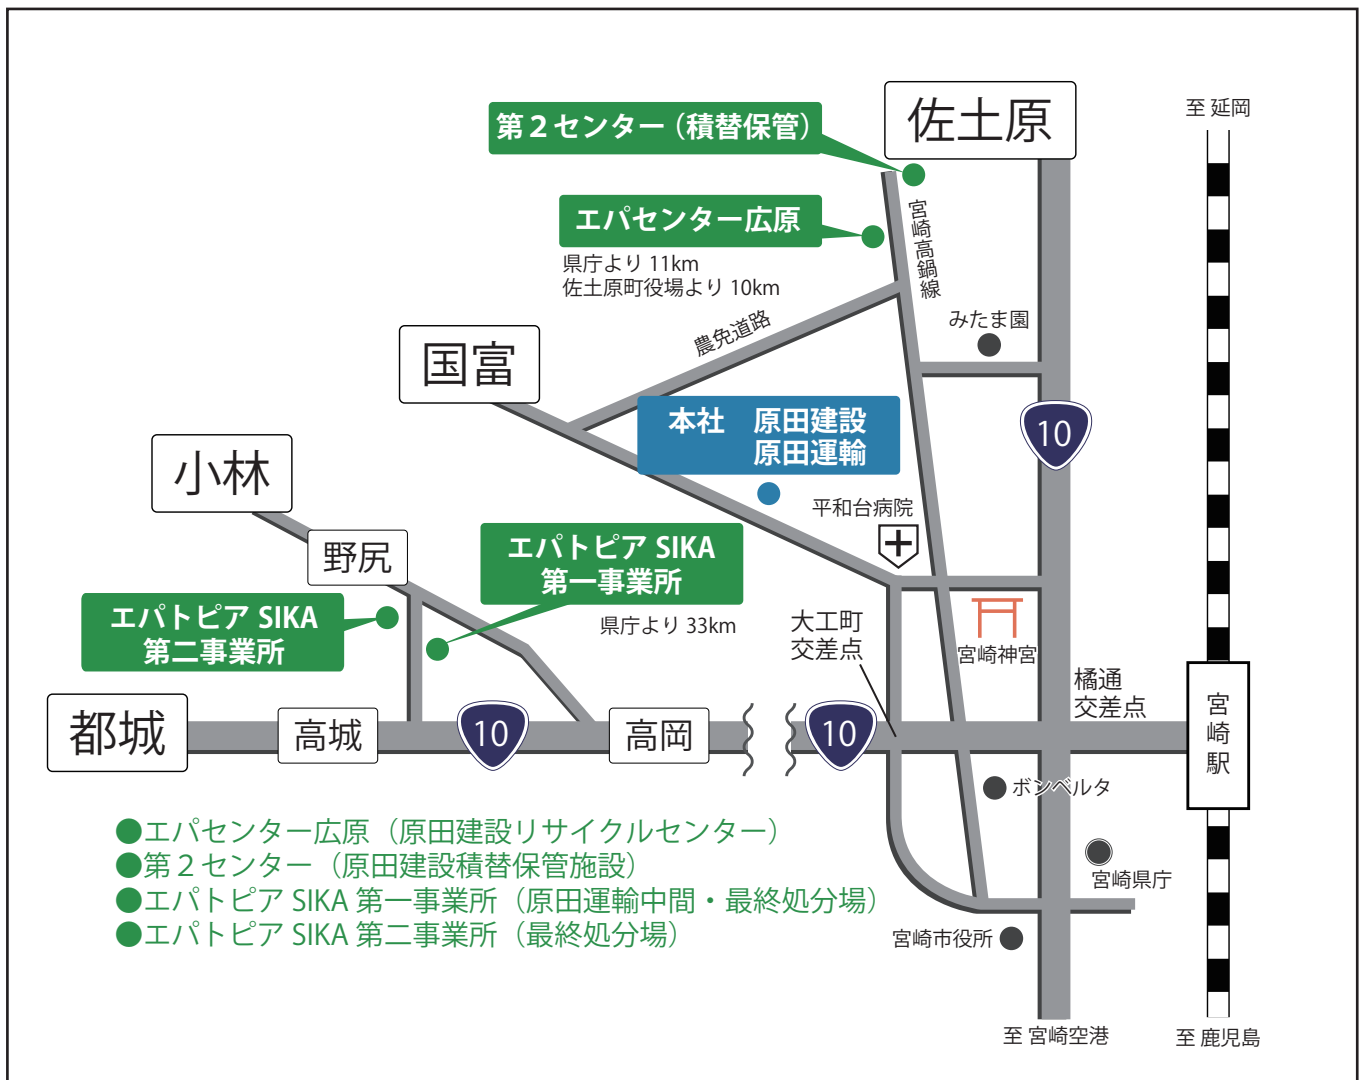 至 延岡
佐土原
第２センター（積替保管）
エパセンター広原
宮崎高鍋線
県庁より 11km
佐土原町役場より 10km
みたま園
農免道路
国富
本社　原田建設
原田運輸
10
小林
平和台病院
野尻
エパトピア SIKA
第一事業所
県庁より 33km
エパトピア SIKA
第二事業所
大工町
交差点
宮崎神宮
橘通
交差点
都城
高城
10
高岡
10
宮崎駅
ボンベルタ
●エパセンター広原（原田建設リサイクルセンター）
●第２センター（原田建設積替保管施設）
●エパトピア SIKA 第一事業所（原田運輸中間・最終処分場）
●エパトピア SIKA 第二事業所（最終処分場）
宮崎県庁
宮崎市役所
至 宮崎空港
至 鹿児島